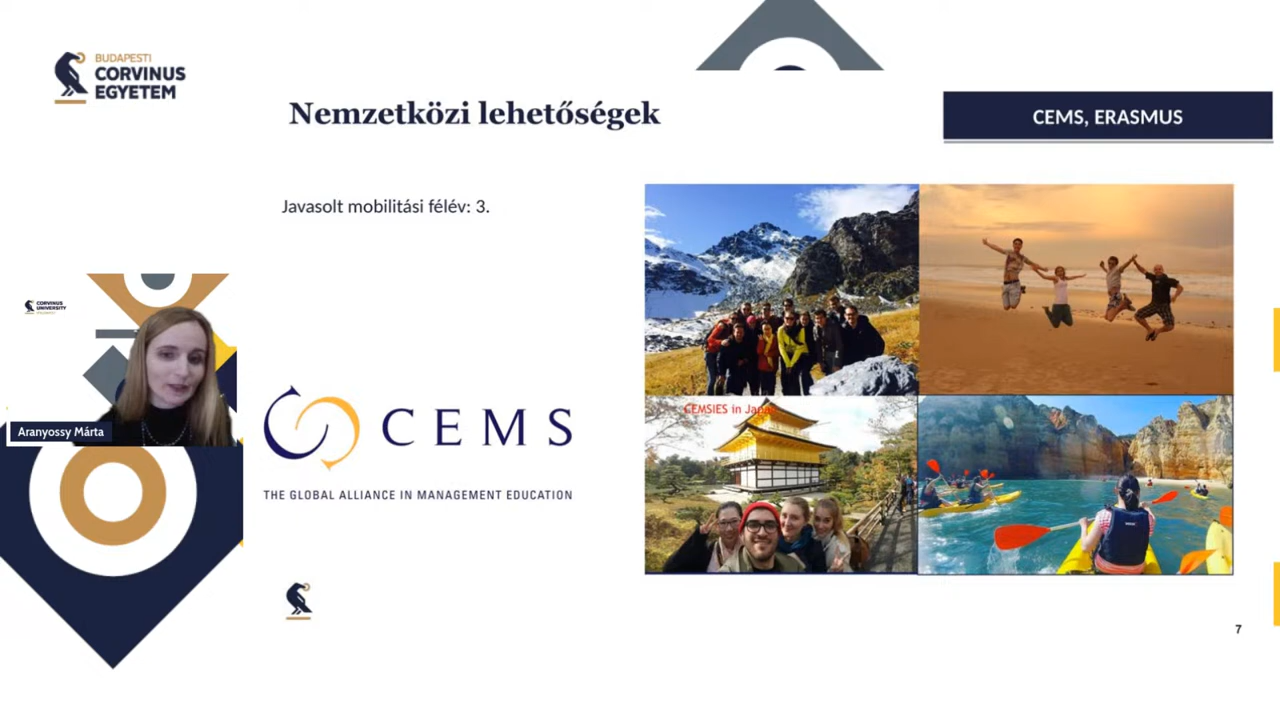 BUDAPESTI
CORVINUS
EGYETEM
Nemzetközi lehetőségek
CEMS, ERASMUS
Javasolt mobilitási félév: 3.
CORVINUS
UNIVERSITY
Aranyossy Márta
CEMS
THE GLOBAL ALLIANCE IN MANAGEMENT EDUCATION
CEMSIES in Japan
7